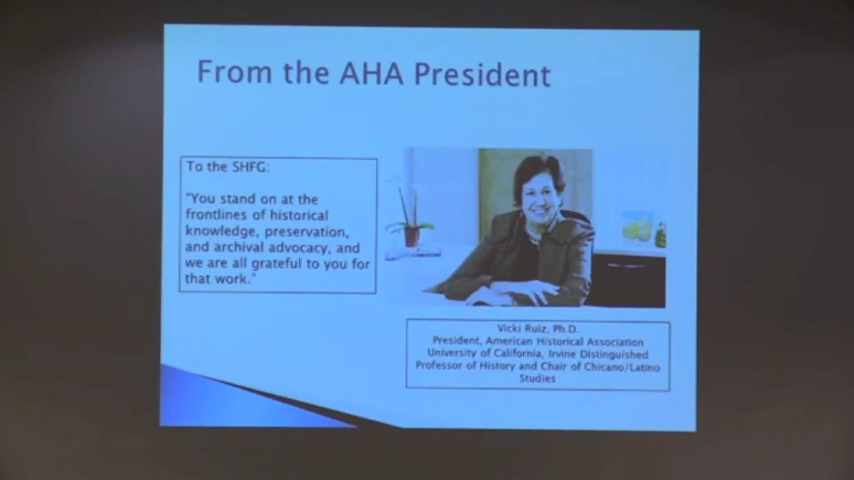 From the AHA President
To the SHFG:
"You stand on at the
frontlines of historical
knowledge, preservation,
and archival advocacy, and
we are all grateful to you for
that work."
Vicki Ruiz, Ph.D.
President, American Historical Association
University of California, Irvine Distinguished
Professor of History and Chair of Chicano/Latino
Studies